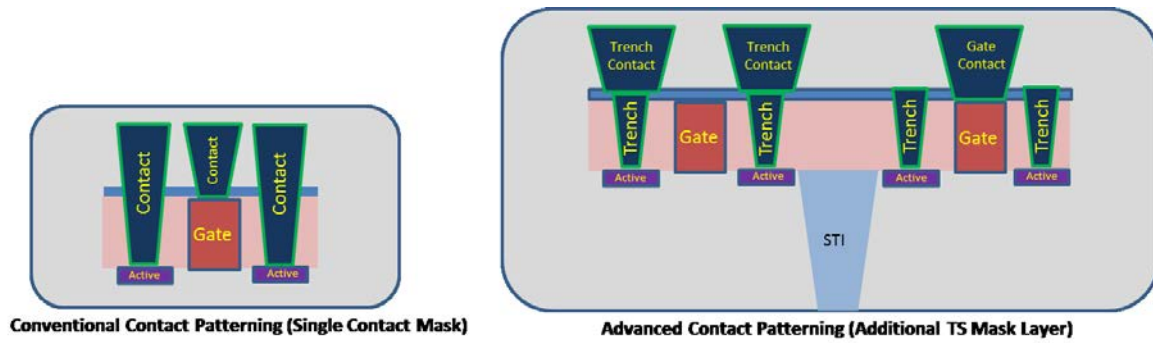 Contact
Contact
Contact
Gate
Active
Active
Conventional Contact Patterning (Single Contact Mask)
Trench
Contact
Trench
Contact
Gate
Contact
Trench
Gate
Trench
Trench
Gate
Trench
Active
Active
Active
Active
STI
Advanced Contact Patterning (Additional TS Mask Layer)